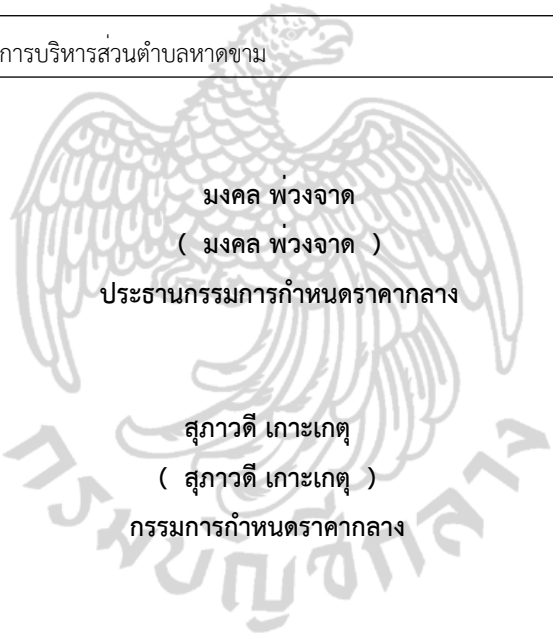 การบริหารส่วนตำบลหาดขาม
มงคล พ่วงจาด
( มงคล พ่วงจาด )
ประธานกรรมการกำหนดราคากลาง
สุภาวดี เกาะเกตุ
( สุภาวดี เกาะเกตุ )
กรรมการกำหนดราคากลาง
กรมบัญชีกลาง